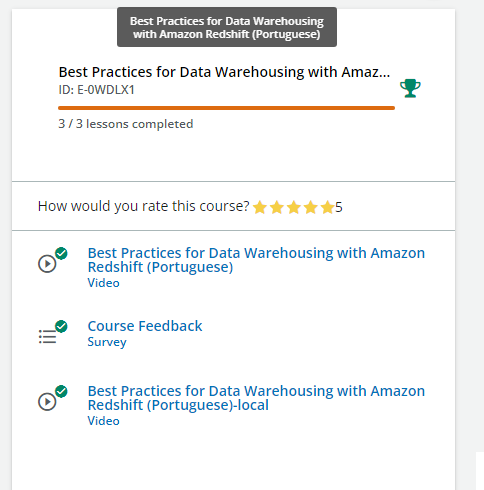 Best Practices for Data Warehousing
with Amazon Redshift (Portuguese)
Best Practices for Data Warehousing with Amaz...
ID: E-0WDLX1
3 / 3 lessons completed
How would you rate this course? 5
Best Practices for Data Warehousing with Amazon
Redshift (Portuguese)
Video
Course Feedback
Survey
Best Practices for Data Warehousing with Amazon
Redshift (Portuguese)-local
Video